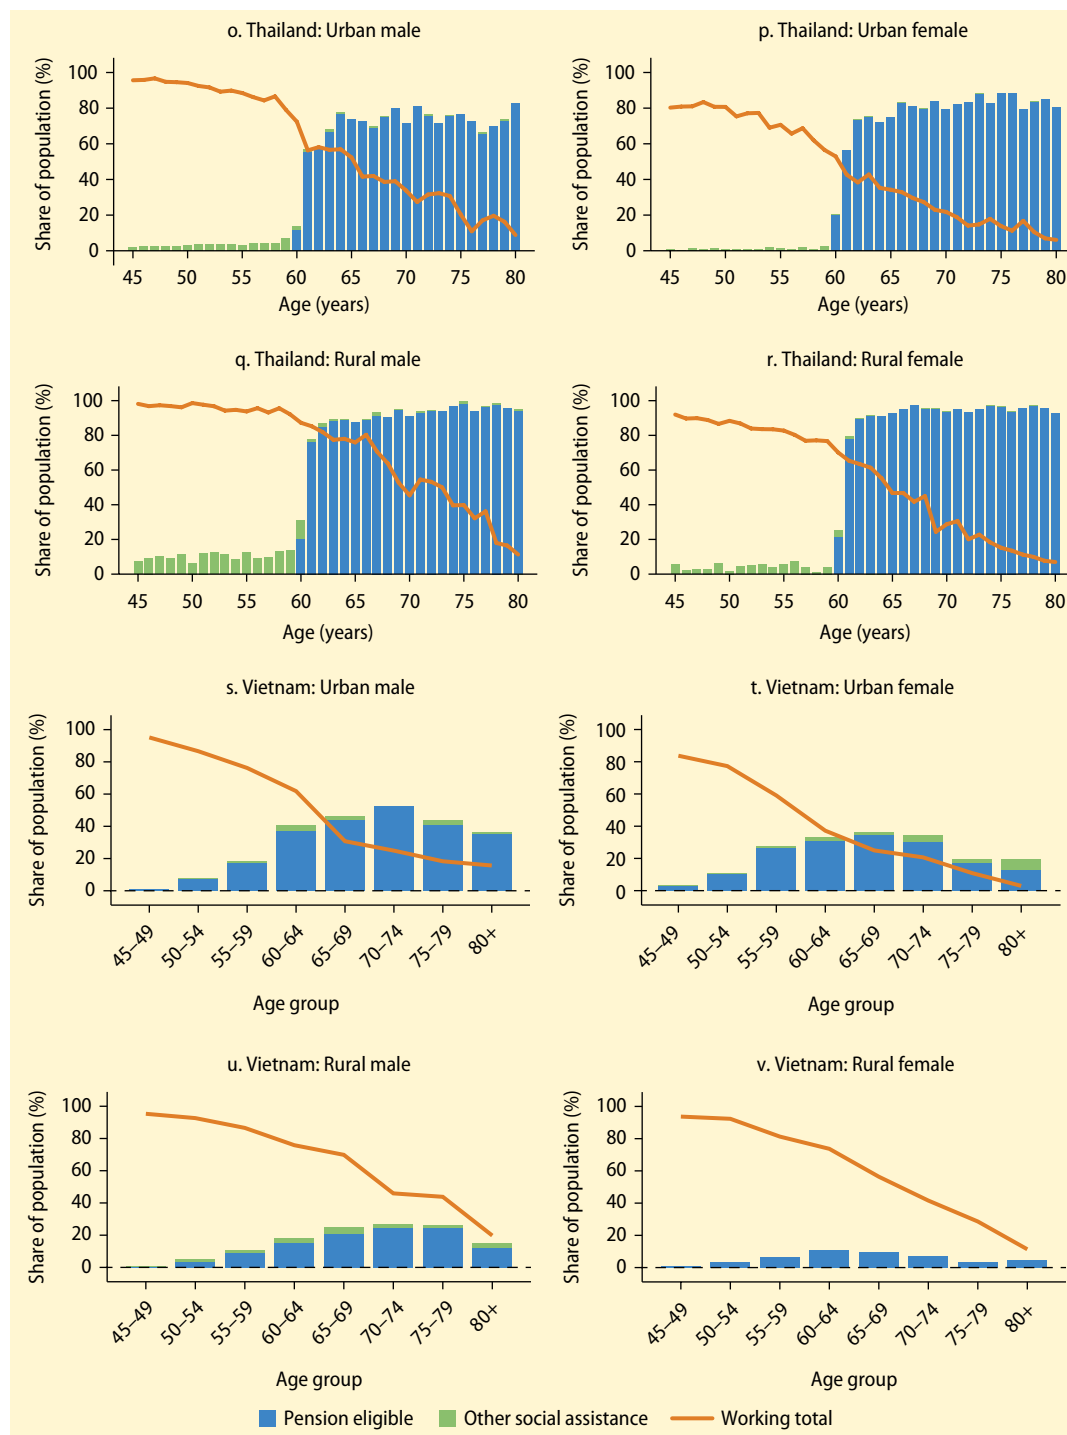 o. Thailand: Urban male
Share of population (%)
100
80
60
40
20
0
45 50 55 60 65 70 75 80
Age (years)
p. Thailand: Urban female
Share of population (%)
100
80
60
40
20
0
45 50 55 60 65 70 75 80
Age (years)
q. Thailand: Rural male
Share of population (%)
100
80
60
40
20
0
45 50 55 60 65 70 75 80
Age (years)
r. Thailand: Rural female
Share of population (%)
100
80
60
40
20
0
45 50 55 60 65 70 75 80
Age (years)
s. Vietnam: Urban male
Share of population (%)
100
80
60
40
20
0
45–49 50–54 55–59 60–64 65–69 70–74 75–79 80+
Age group
t. Vietnam: Urban female
Share of population (%)
100
80
60
40
20
0
45–49 50–54 55–59 60–64 65–69 70–74 75–79 80+
Age group
u. Vietnam: Rural male
Share of population (%)
100
80
60
40
20
0
45–49 50–54 55–59 60–64 65–69 70–74 75–79 80+
Age group
v. Vietnam: Rural female
Share of population (%)
100
80
60
40
20
0
45–49 50–54 55–59 60–64 65–69 70–74 75–79 80+
Age group
Pension eligible Other social assistance Working total